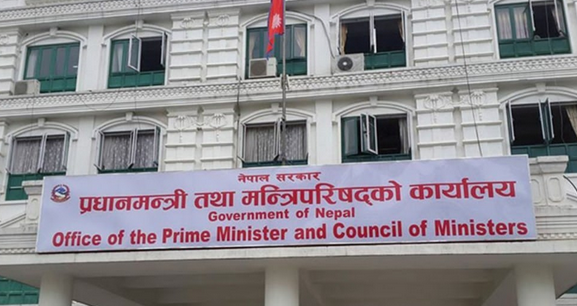 नेपाल सरकार
प्रधानमन्त्री तथा मन्त्रिपरिषद्को कार्यालय
Government of Nepal
Office of the Prime Minister and Council of Ministers